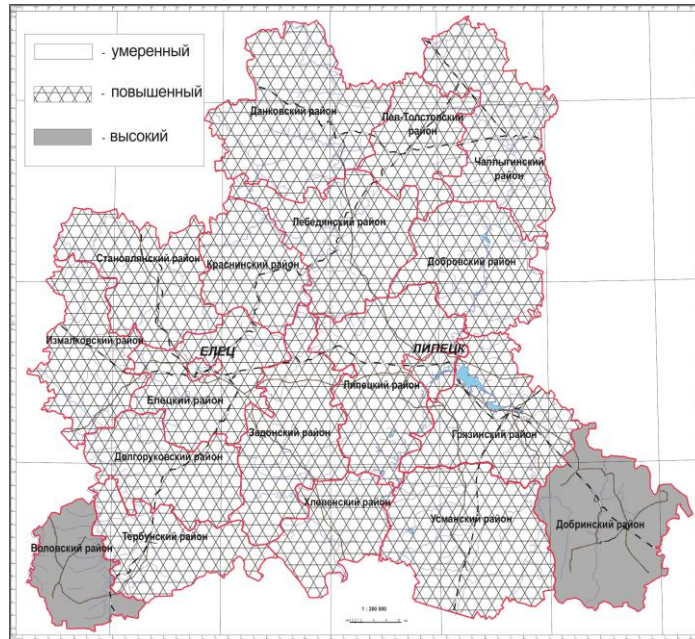 - умеренный
- повышенный
- высокий
Данковский район
Лев-Толстовский
район
Чаплыгинский
район
Лебедянский район
Становлянский район
Краснинский район
Добровский район
Измалковский район
ЕЛЕЦ
ЛИПЕЦК
Елецкий район
Липецкий район
Задонский район
Грязинский район
Долгоруковский район
Хлевенский район
Усманский район
Добринский район
Воловский район
Тербунский район
1 : 200 000